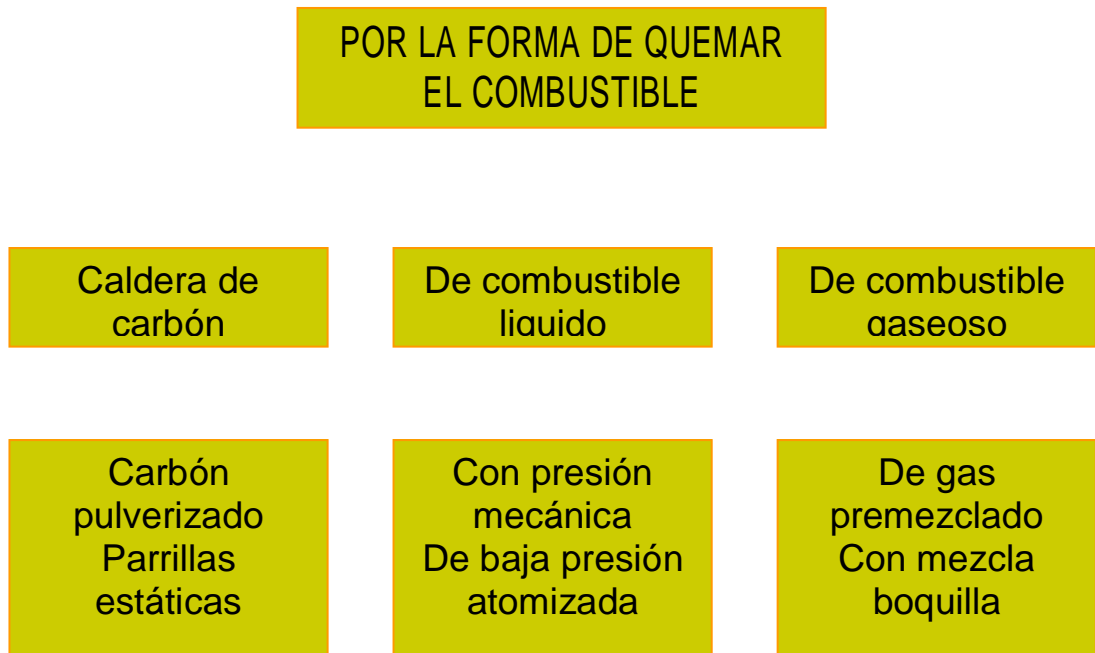 POR LA FORMA DE QUEMAR
EL COMBUSTIBLE
Caldera de
carbón
De combustible
liquido
De combustible
gaseoso
Carbón
pulverizado
Parrillas
estáticas
Con presión
mecánica
De baja presión
atomizada
De gas
premezclado
Con mezcla
boquilla